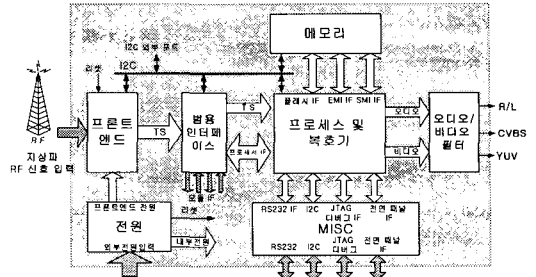 메모리
I2C 외부 포트
I2C
리셋
플래시 IF EMI IF SMI IF
프론트
엔드
TS
범용
인터페
이스
TS
프로세서 IF
프로세스 및
복호기
오디오
비디오
오디오/
비디오
필터
R/L
CVBS
YUV
RF
지상파
RF 신호 입력
모듈 IF
리셋
프론트엔드 전원
전원
외부전원입력
내부전원
RS232 IF I2C JTAG 디버그 IF 전면 패널 IF
MISC
RS232 I2C JTAG 디버그 IF 전면 패널 IF